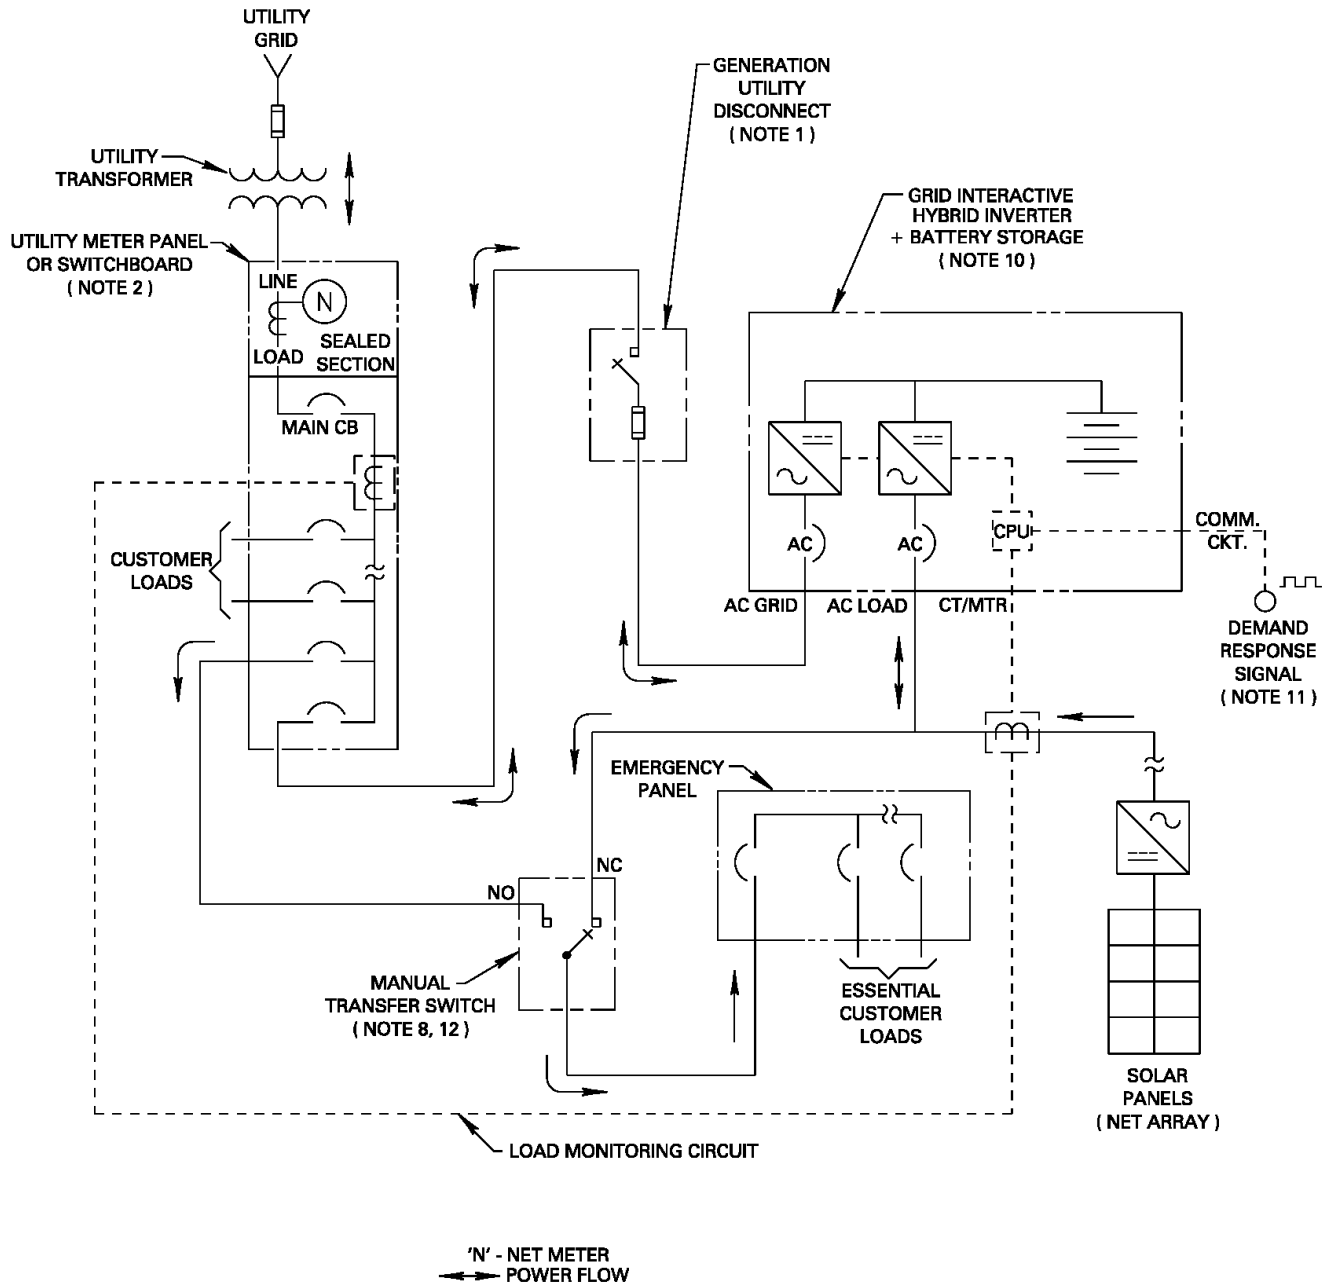 UTILITY
GRID
GENERATION
UTILITY
DISCONNECT
( NOTE 1 )
UTILITY
TRANSFORMER
GRID INTERACTIVE
HYBRID INVERTER
+ BATTERY STORAGE
( NOTE 10 )
UTILITY METER PANEL
OR SWITCHBOARD
( NOTE 2 )
LINE
N
LOAD
SEALED
SECTION
MAIN CB
CUSTOMER
LOADS
AC
AC
CPU
COMM.
CKT.
AC GRID
AC LOAD
CT/MTR
DEMAND
RESPONSE
SIGNAL
( NOTE 11 )
EMERGENCY
PANEL
NC
NO
MANUAL
TRANSFER SWITCH
( NOTE 8, 12 )
ESSENTIAL
CUSTOMER
LOADS
SOLAR
PANELS
( NET ARRAY )
LOAD MONITORING CIRCUIT
'N' - NET METER
POWER FLOW